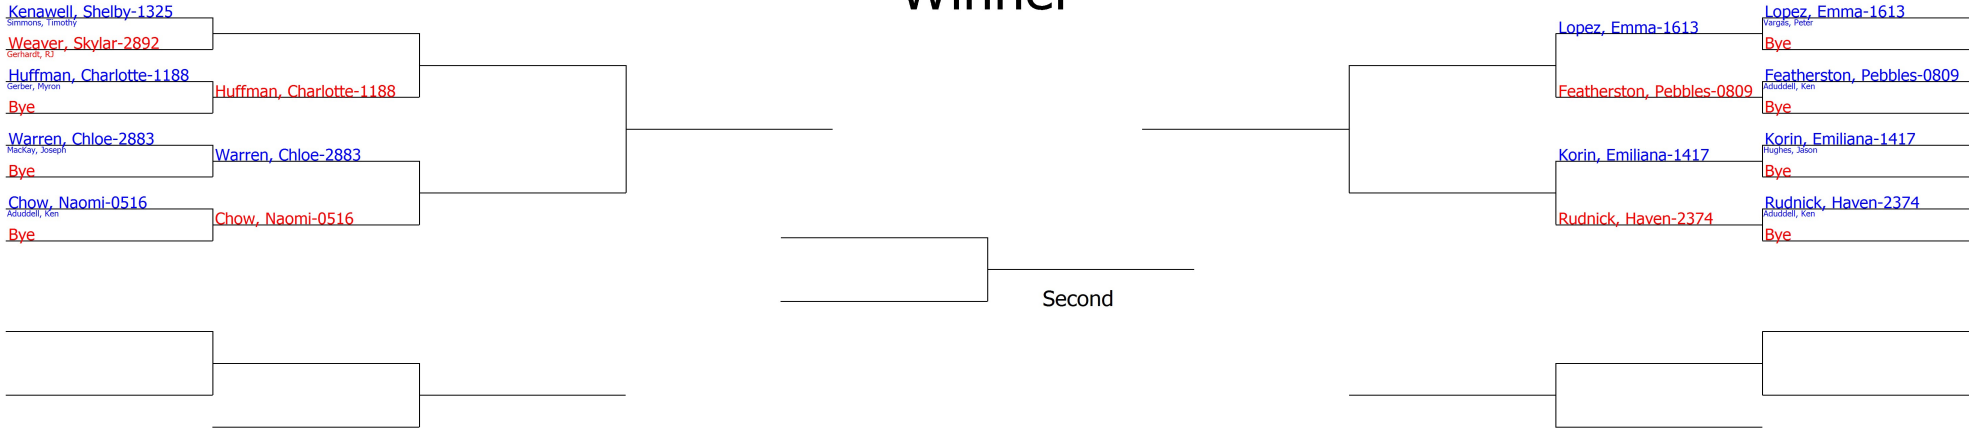 Winner
Kenawell, Shelby-1325
Simmons, Timothy
Weaver, Skylar-2892
Gerhardt, RJ
Huffman, Charlotte-1188
Gerber, Myron
Bye
Warren, Chloe-2883
MacKay, Joseph
Bye
Chow, Naomi-0516
Aduddell, Ken
Bye
Huffman, Charlotte-1188
Warren, Chloe-2883
Chow, Naomi-0516
Second
Lopez, Emma-1613
Featherston, Pebbles-0809
Korin, Emiliana-1417
Rudnick, Haven-2374
Lopez, Emma-1613
Vargas, Peter
Bye
Featherston, Pebbles-0809
Aduddell, Ken
Bye
Korin, Emiliana-1417
Hughes, Jason
Bye
Rudnick, Haven-2374
Aduddell, Ken
Bye